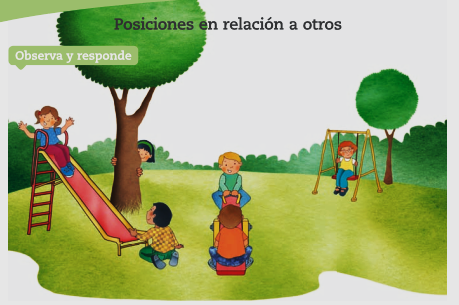 Posiciones en relación a otros
Observa y responde